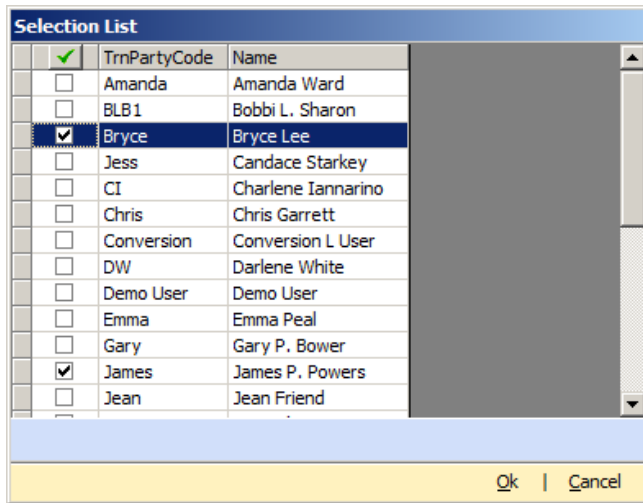 Selection List
TrnPartyCode Name
Amanda Amanda Ward
BLB1 Bobbi L. Sharon
Bryce Bryce Lee
Jess Candace Starkey
CI Charlene Iannarino
Chris Chris Garrett
Conversion Conversion L User
DW Darlene White
Demo User Demo User
Emma Emma Peal
Gary Gary P. Bower
James James P. Powers
Jean Jean Friend
Ok | Cancel